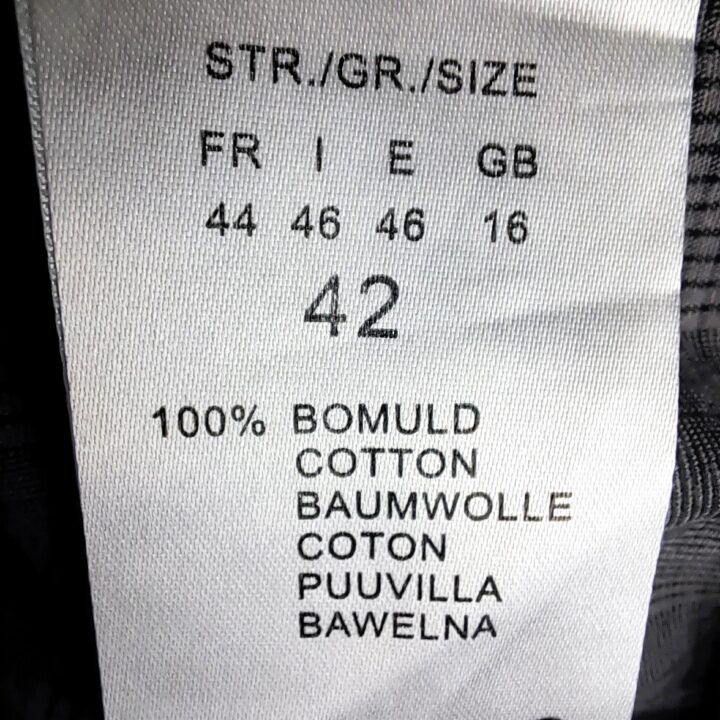 STR./GR./SIZE
FR I E GB
44 46 46 16
42
100% BOMULD
COTTON
BAUMWOLLE
COTON
PUUVILLA
BAWELNA